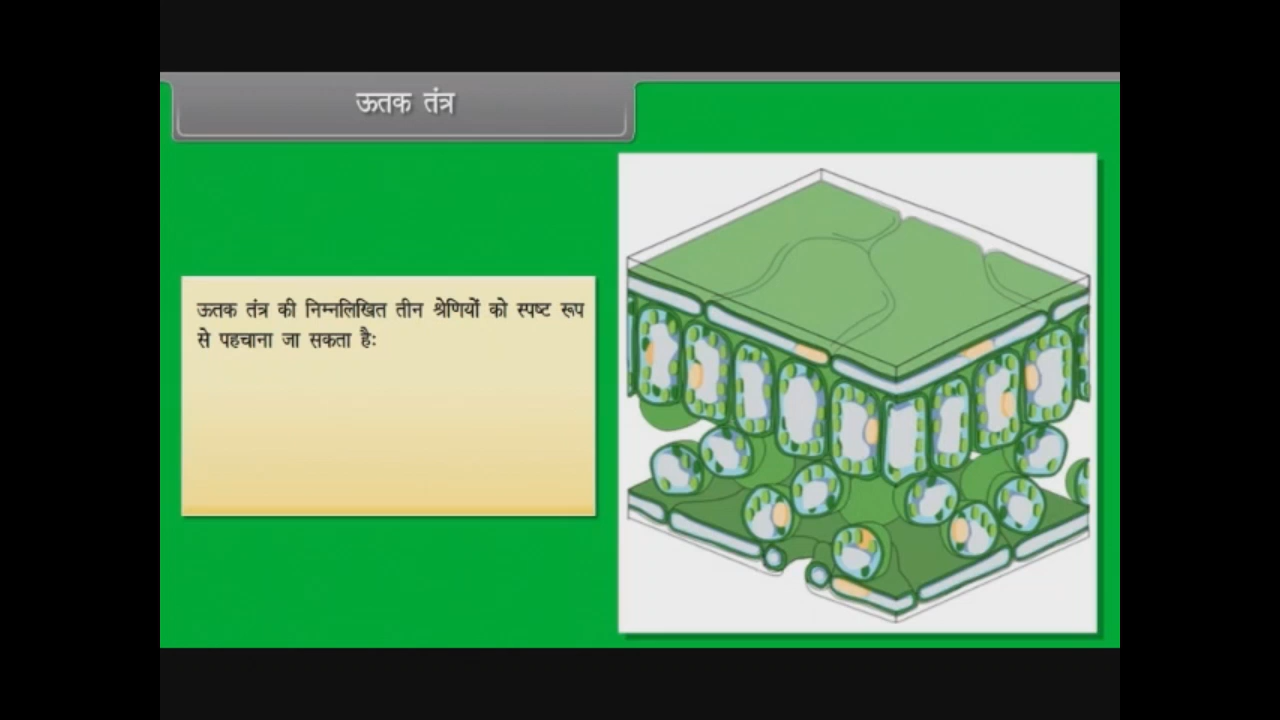 ऊतक तंत्र
ऊतक तंत्र की निम्नलिखित तीन श्रेणियों को स्पष्ट रूप
से पहचाना जा सकता हैः